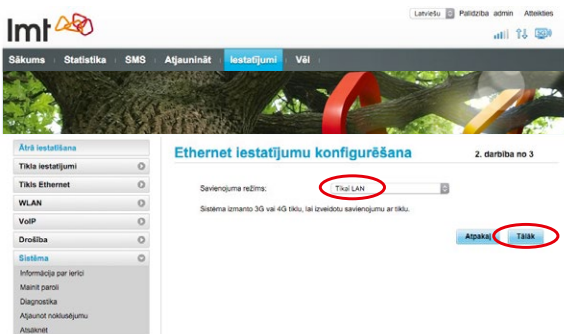 Latviešu Palīdzība admin Atteikties
lmt
Sākums Statistika SMS Atjaunināt Iestatījumi Vēl
Ātrā iestatīšana
Tīkla iestatījumi
Tīkls Ethernet
WLAN
VoIP
Drošība
Sistēma
Informācija par ierīci
Mainīt paroli
Diagnostika
Atjaunot noklusējumu
Atsāknēt
Ethernet iestatījumu konfigurēšana 2. darbība no 3
Savienojuma režīms: Tikai LAN
Sistēma izmanto 3G vai 4G tīklu, lai izveidotu savienojumu ar tīklu.
Atpakaļ Tālāk